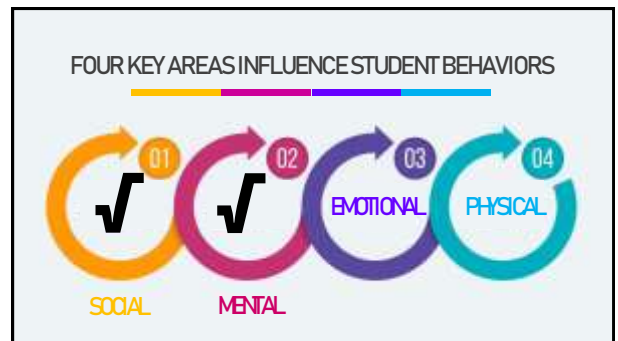 FOUR KEY AREAS INFLUENCE STUDENT BEHAVIORS
01 02 03 04
√ √ EMOTIONAL PHYSICAL
SOCIAL MENTAL